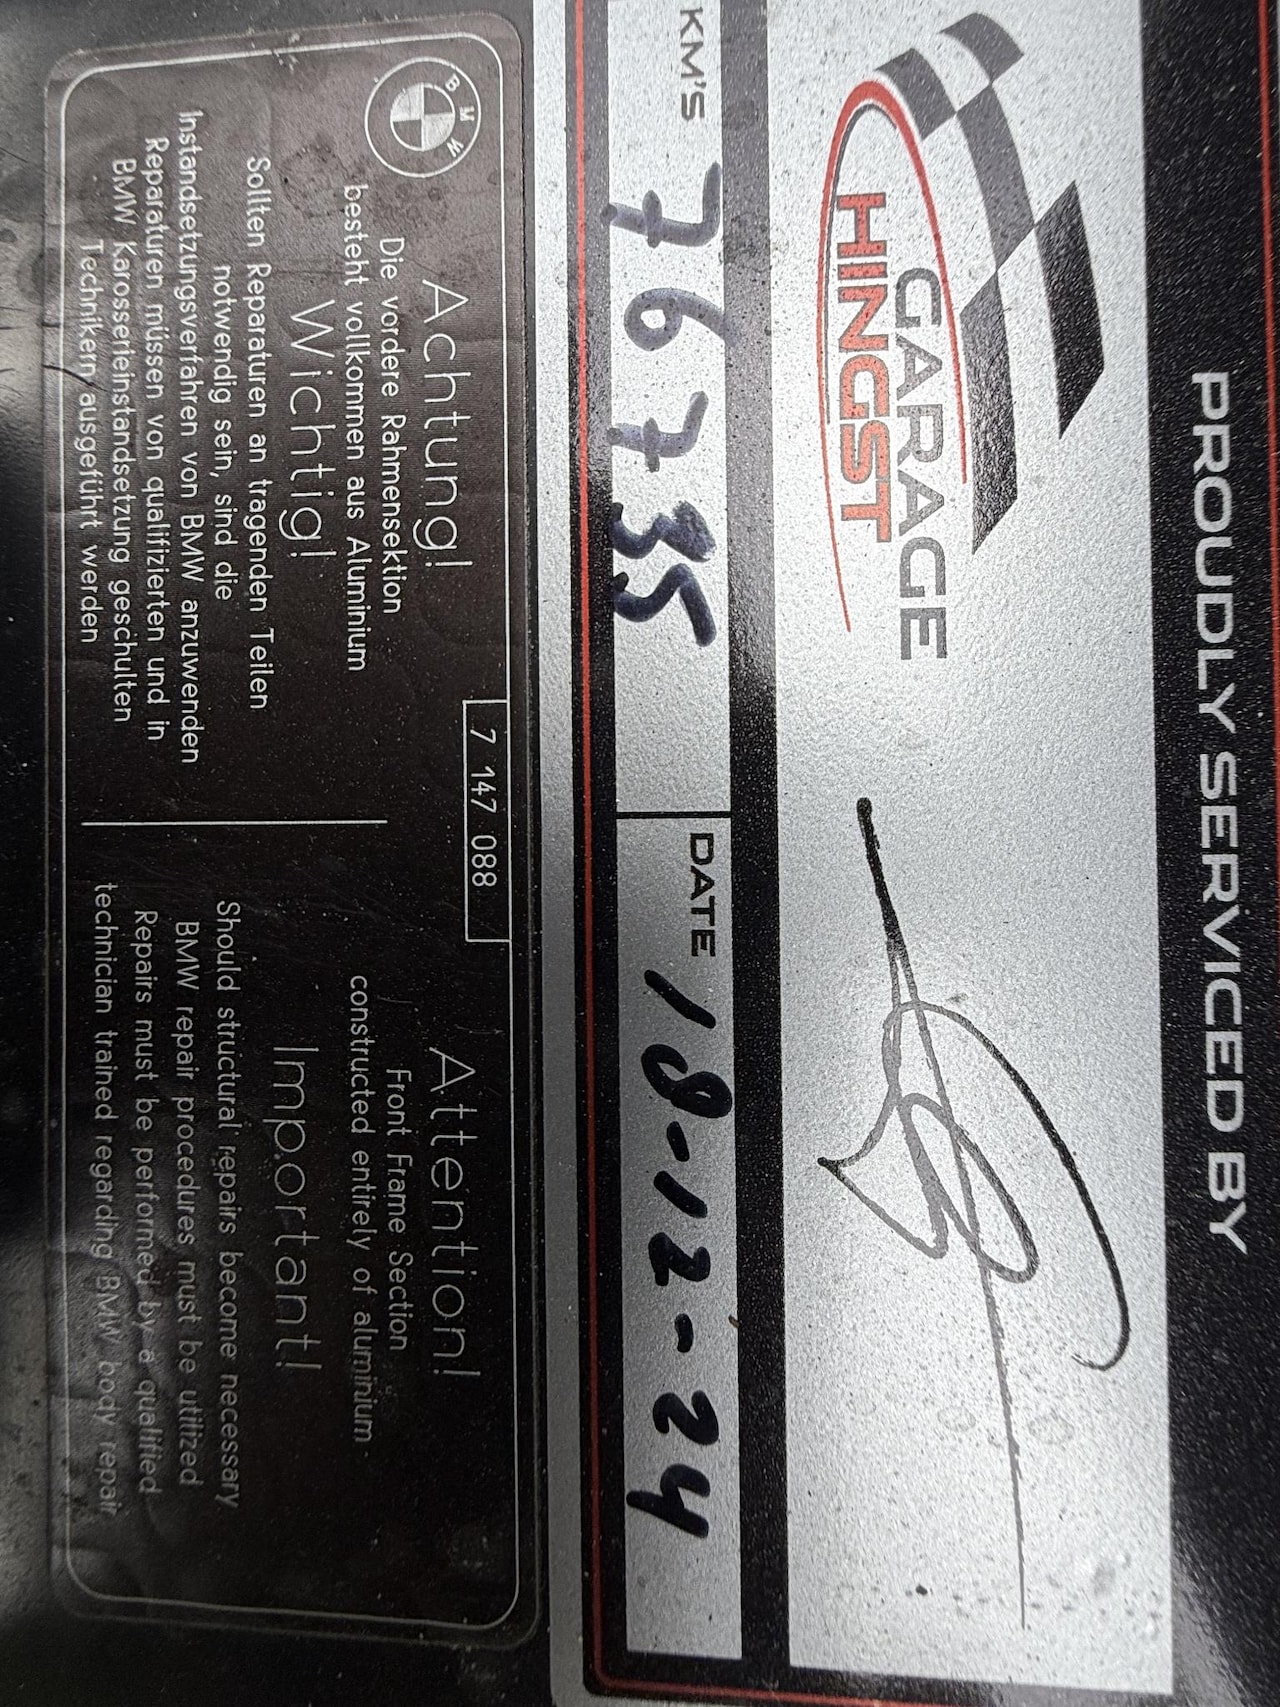 PROUDLY SERVICED BY
GARAGE
HINGST
KM'S 76735
DATE 18-12-24
7 147 088
BMW
Achtung!
Die vordere Rahmensektion
besteht vollkommen aus Aluminium
Wichtig!
Sollten Reparaturen an tragenden Teilen
notwendig sein, sind die
Instandsetzungsverfahren von BMW anzuwenden
Reparaturen müssen von qualifizierten und in
BMW Karosserieinstandsetzung geschulten
Technikern ausgeführt werden
Attention!
Front Frame Section
constructed entirely of aluminium
Important!
Should structural repairs become necessary
BMW repair procedures must be utilized
Repairs must be performed by a qualified
technician trained regarding BMW body repair